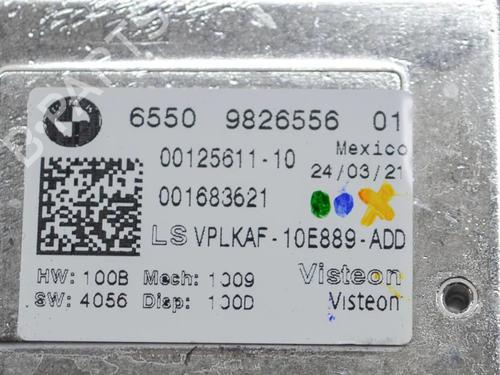 B-PARTS
6550 9826556 01
00125611-10 Mexico
001683621 24/03/21
LS VPLKAF-10E889-ADD
HW: 100B Mech: 1009 Visteon
SW: 4056 Disp: 100D Visteon